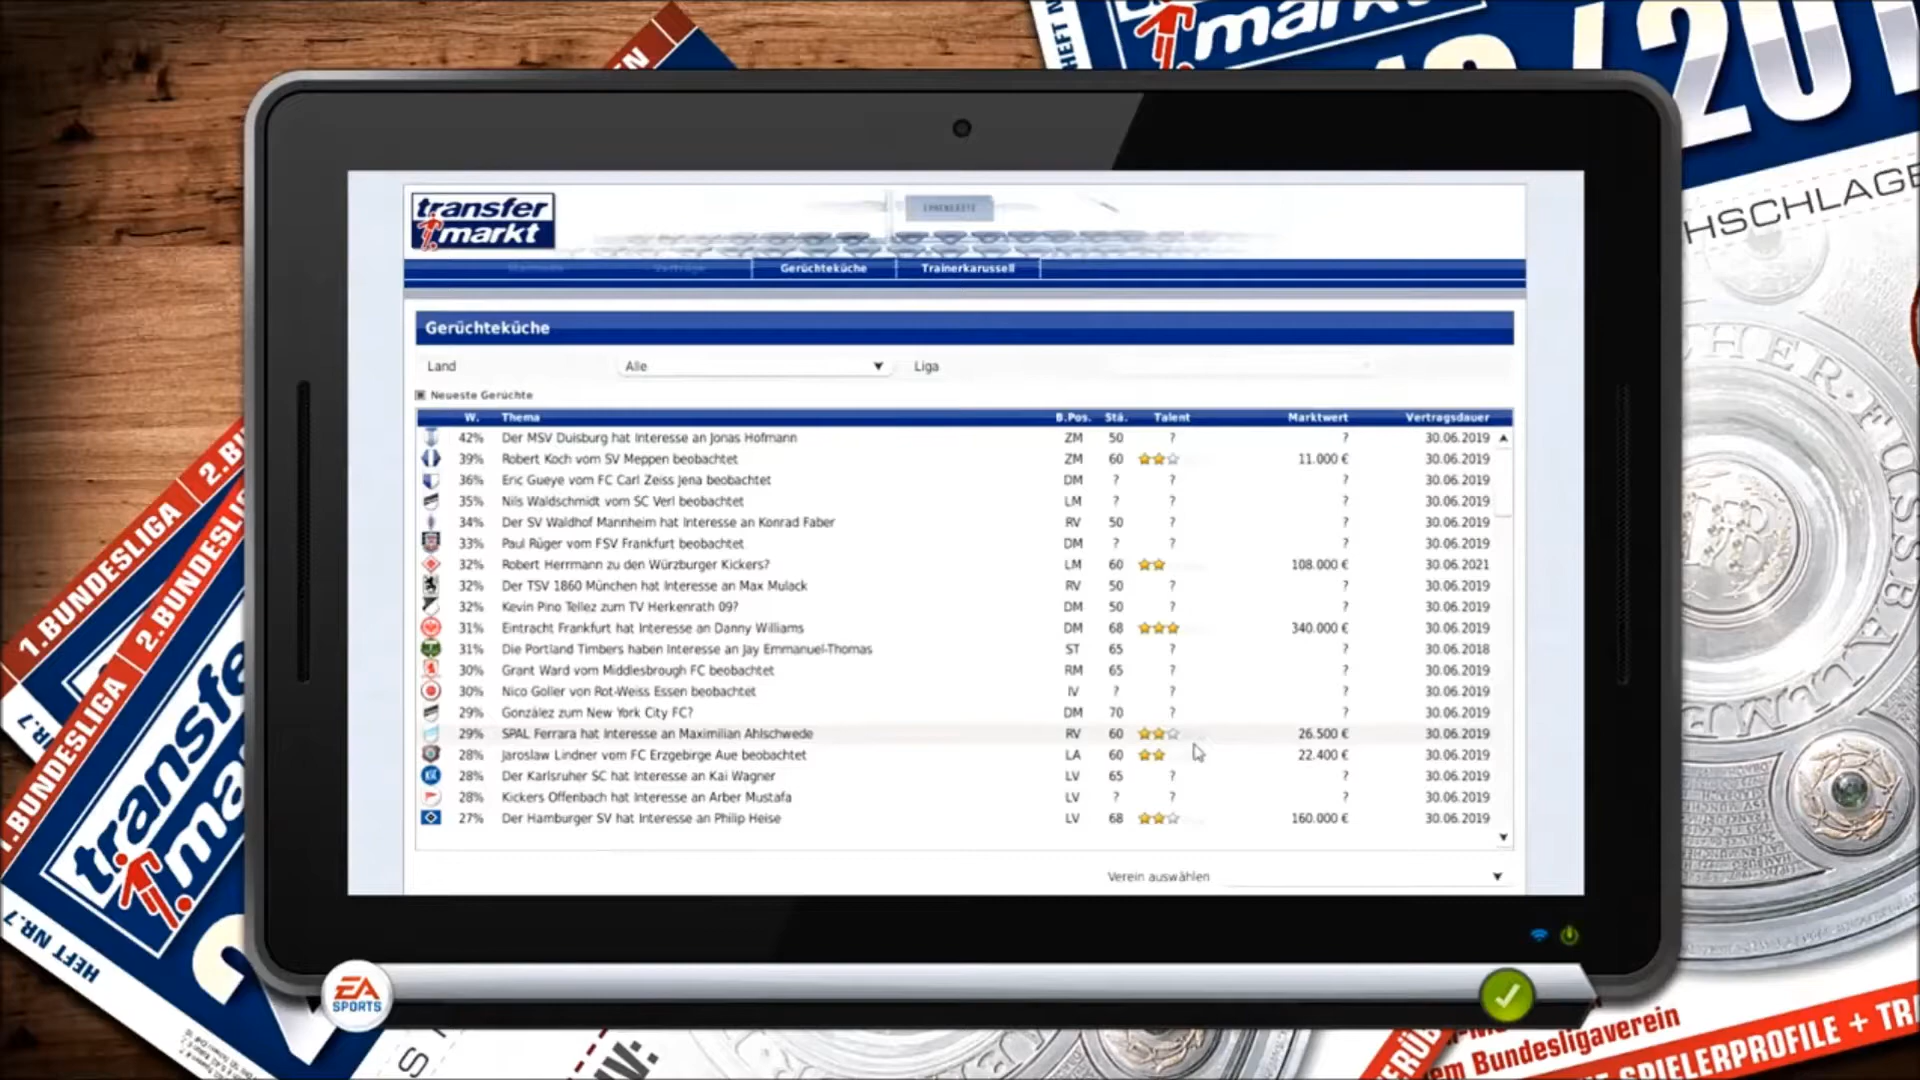 transfer
markt
EHRENGÄSTE
Gerüchteküche
Trainerkarussell
Gerüchteküche
Land Alle Liga
Neueste Gerüchte
W. Thema B.Pos. Stä. Talent Marktwert Vertragsdauer
42% Der MSV Duisburg hat Interesse an Jonas Hofmann ZM 50 ? ? 30.06.2019
39% Robert Koch vom SV Meppen beobachtet ZM 60 11.000 € 30.06.2019
36% Eric Gueye vom FC Carl Zeiss Jena beobachtet DM ? ? ? 30.06.2019
35% Nils Waldschmidt vom SC Verl beobachtet LM ? ? ? 30.06.2019
34% Der SV Waldhof Mannheim hat Interesse an Konrad Faber RV 50 ? ? 30.06.2019
33% Paul Rüger vom FSV Frankfurt beobachtet DM ? ? ? 30.06.2019
32% Robert Herrmann zu den Würzburger Kickers? LM 60 108.000 € 30.06.2021
32% Der TSV 1860 München hat Interesse an Max Mulack RV 50 ? ? 30.06.2019
32% Kevin Pino Tellez zum TV Herkenrath 09? DM 50 ? ? 30.06.2019
31% Eintracht Frankfurt hat Interesse an Danny Williams DM 68 340.000 € 30.06.2019
31% Die Portland Timbers haben Interesse an Jay Emmanuel-Thomas ST 65 ? ? 30.06.2018
30% Grant Ward vom Middlesbrough FC beobachtet RM 65 ? ? 30.06.2019
30% Nico Goller von Rot-Weiss Essen beobachtet IV ? ? ? 30.06.2019
29% González zum New York City FC? DM 70 ? ? 30.06.2019
29% SPAL Ferrara hat Interesse an Maximilian Ahlschwede RV 60 26.500 € 30.06.2019
28% Jaroslaw Lindner vom FC Erzgebirge Aue beobachtet LA 60 22.400 € 30.06.2019
28% Der Karlsruher SC hat Interesse an Kai Wagner LV 65 ? ? 30.06.2019
28% Kickers Offenbach hat Interesse an Arber Mustafa LV ? ? ? 30.06.2019
27% Der Hamburger SV hat Interesse an Philip Heise LV 68 160.000 € 30.06.2019
Verein auswählen
EA
SPORTS
1.BUNDESLIGA
2.BUNDESLIGA
transfe
ma
HEFT NR.7
HSCHLAGE
Bundesligaverein
SPIELERPROFILE + TR